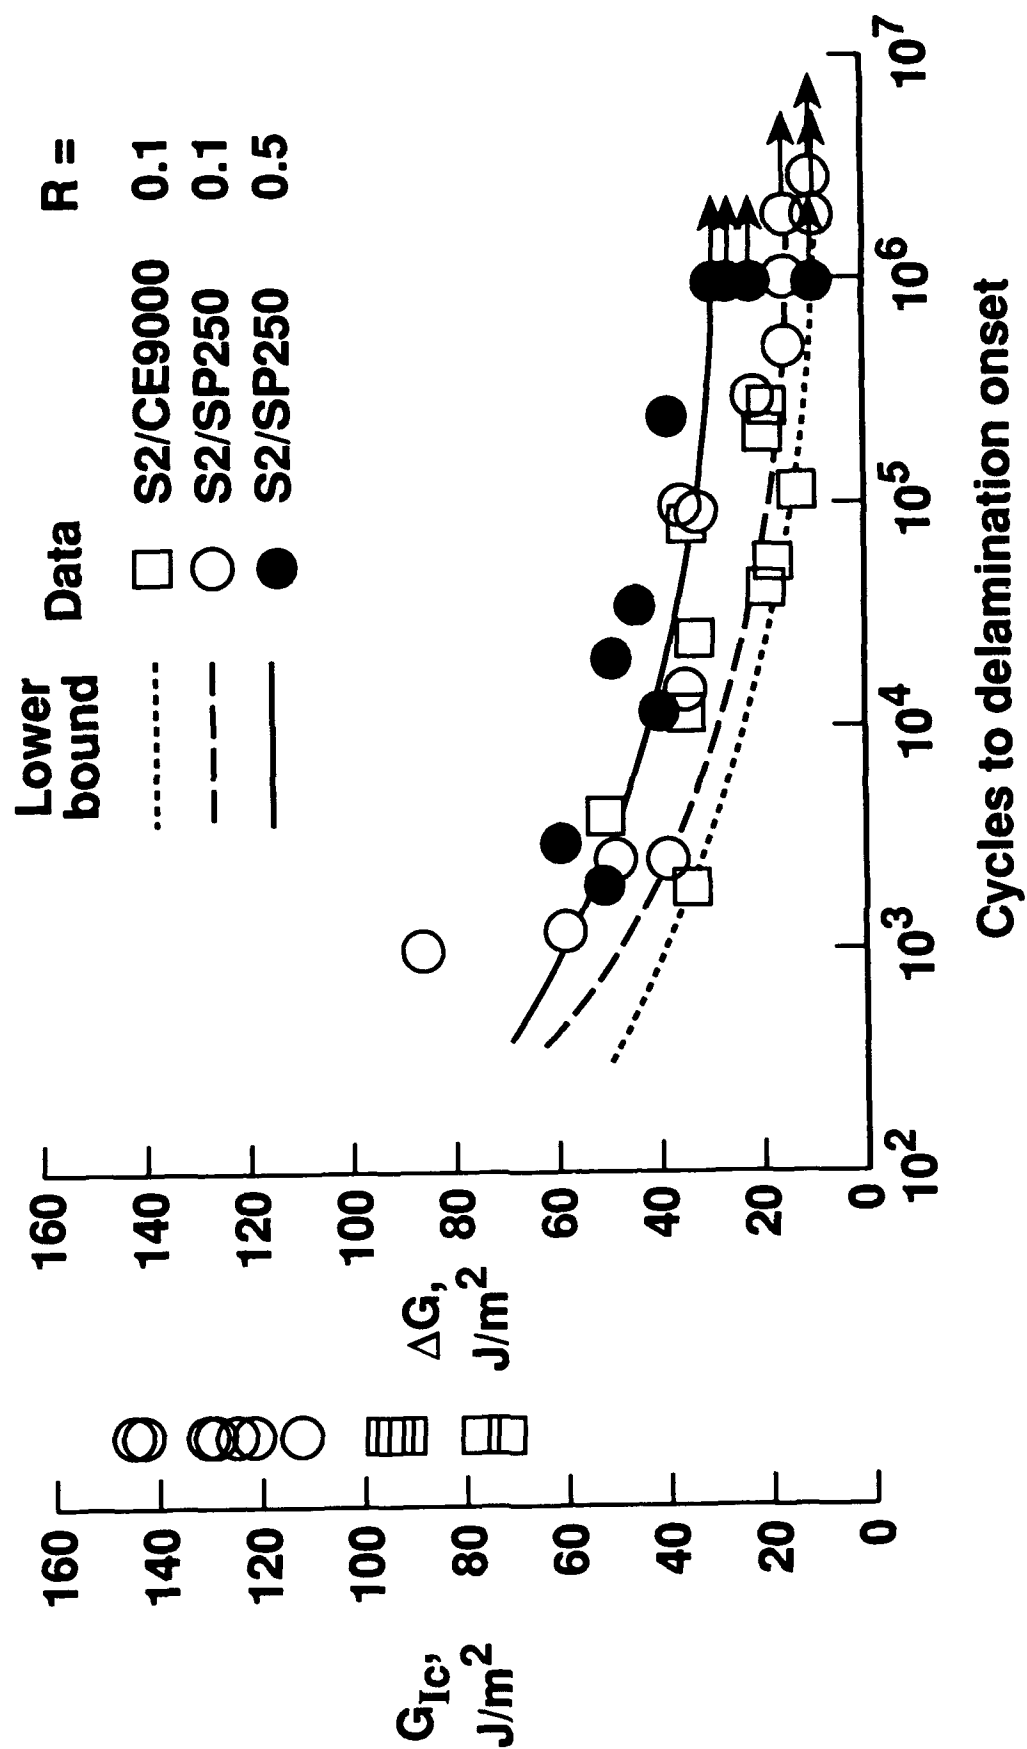 Lower
bound Data R =
S2/CE9000 0.1
S2/SP250 0.1
S2/SP250 0.5
160
140
120
100
80
60
40
20
0
G_Ic,
J/m²
160
140
120
100
80
60
40
20
0
ΔG,
J/m²
10² 10³ 10⁴ 10⁵ 10⁶ 10⁷
Cycles to delamination onset